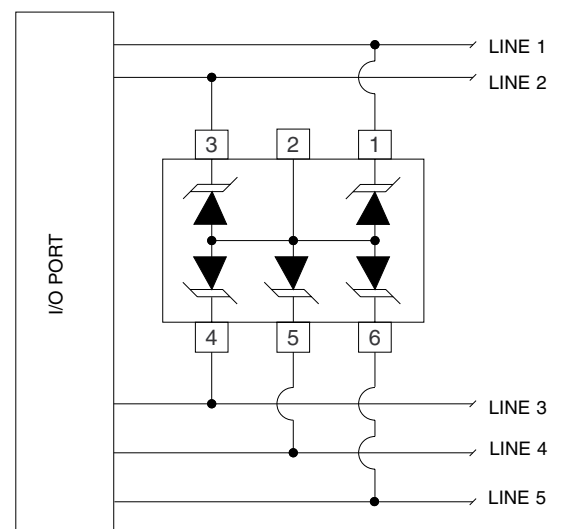 LINE 1
LINE 2
3 2 1
I/O PORT
4 5 6
LINE 3
LINE 4
LINE 5